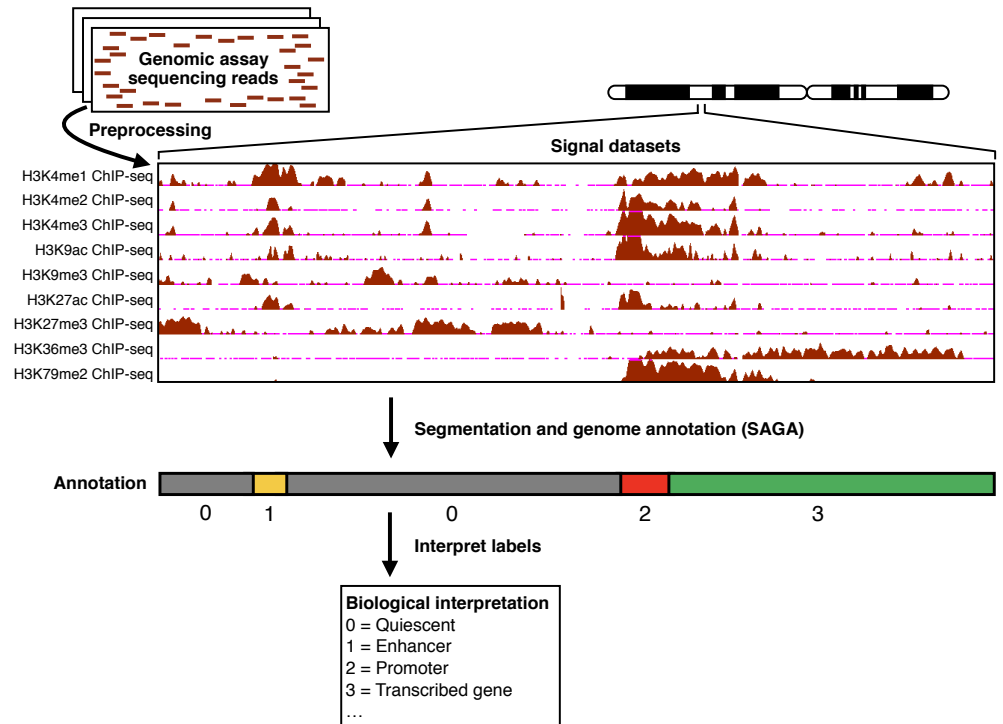 Genomic assay
sequencing reads
Preprocessing
Signal datasets
H3K4me1 ChIP-seq
H3K4me2 ChIP-seq
H3K4me3 ChIP-seq
H3K9ac ChIP-seq
H3K9me3 ChIP-seq
H3K27ac ChIP-seq
H3K27me3 ChIP-seq
H3K36me3 ChIP-seq
H3K79me2 ChIP-seq
Segmentation and genome annotation (SAGA)
Annotation
0 1 0 2 3
Interpret labels
Biological interpretation
0 = Quiescent
1 = Enhancer
2 = Promoter
3 = Transcribed gene
…